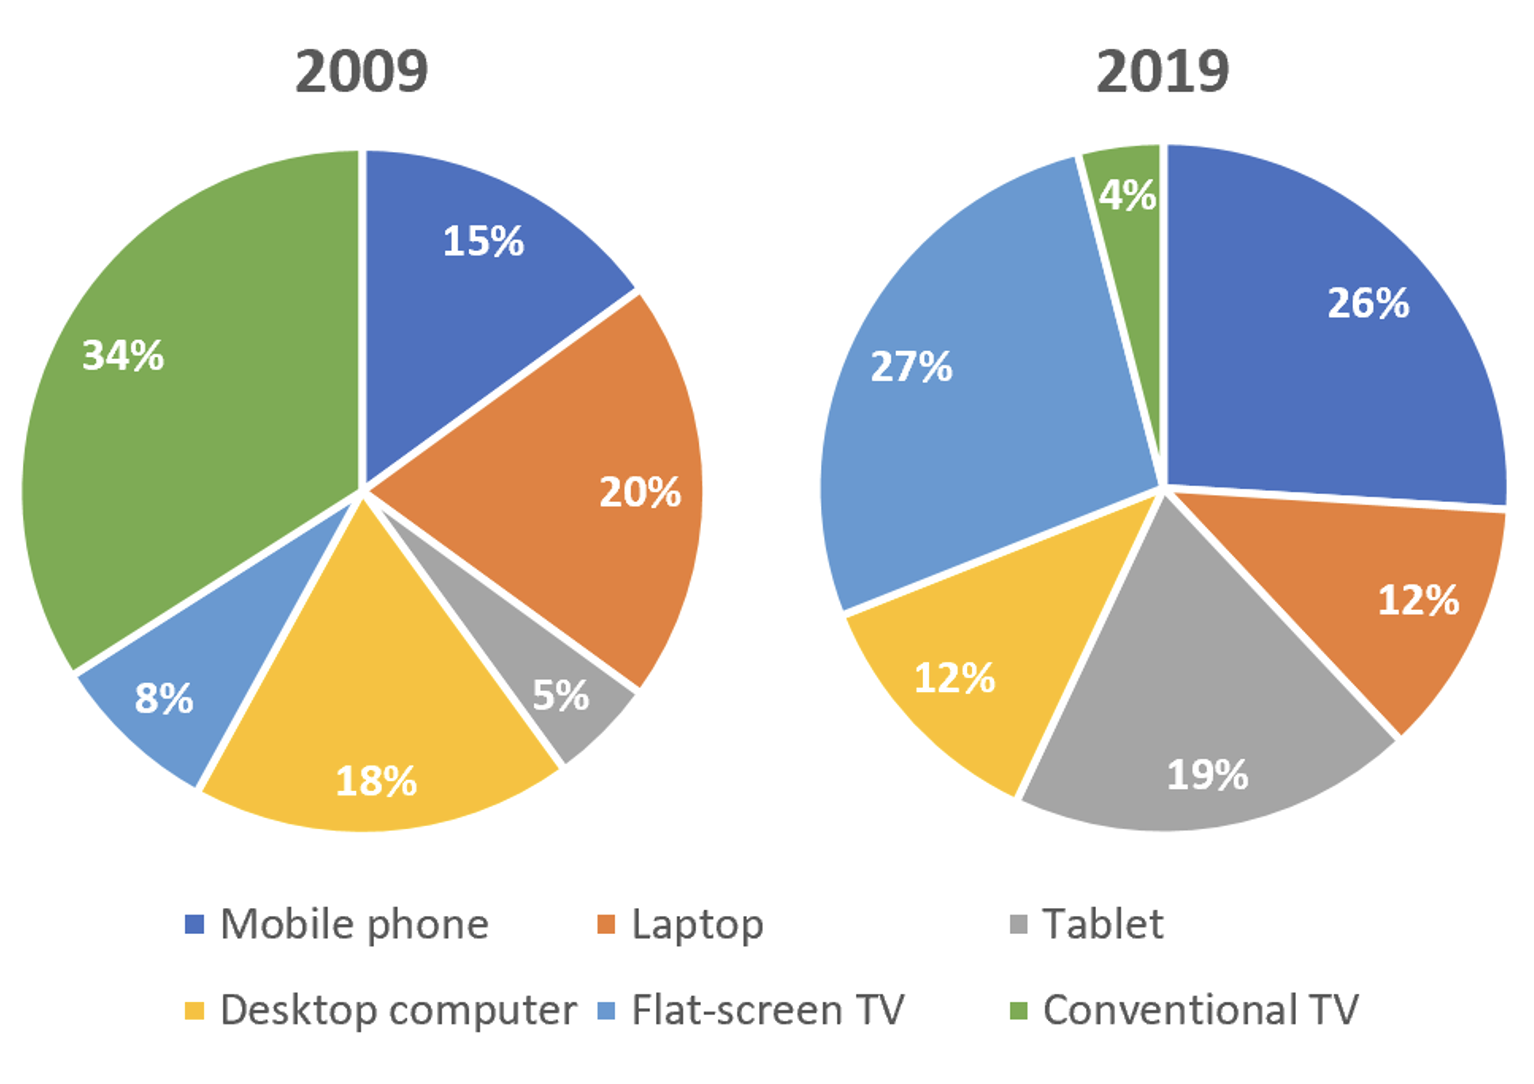 2009
2019
15%
20%
5%
18%
8%
34%
26%
12%
19%
12%
27%
4%
Mobile phone
Laptop
Tablet
Desktop computer
Flat-screen TV
Conventional TV